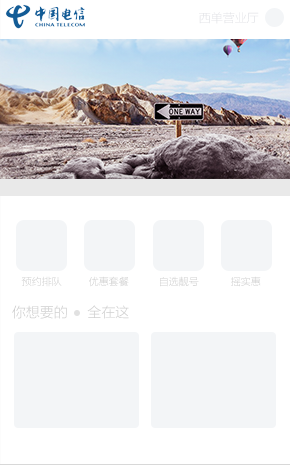 中国电信
CHINA TELECOM
西单营业厅
ONE WAY
预约排队 优惠套餐 自选靓号 摇实惠
你想要的 ● 全在这